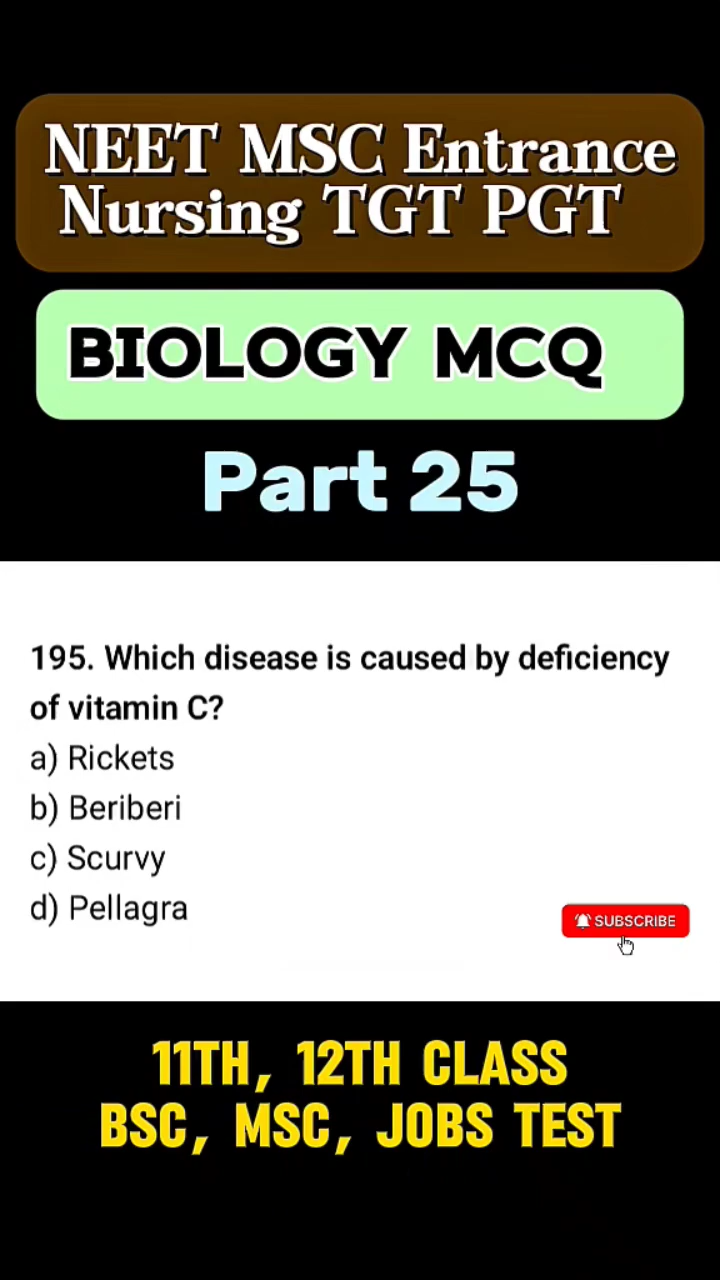 NEET MSC Entrance
Nursing TGT PGT
BIOLOGY MCQ
Part 25
195. Which disease is caused by deficiency
of vitamin C?
a) Rickets
b) Beriberi
c) Scurvy
d) Pellagra
SUBSCRIBE
11TH, 12TH CLASS
BSC, MSC, JOBS TEST